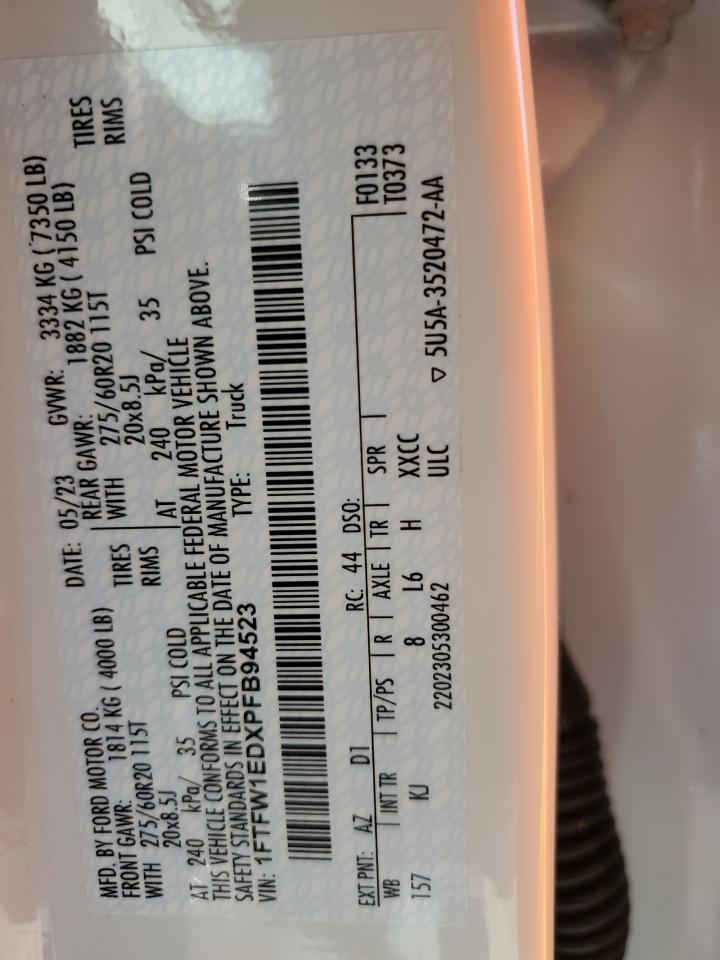 MFD. BY FORD MOTOR CO. DATE: 05/23 GVWR: 3334 KG ( 7350 LB)
FRONT GAWR: 1814 KG ( 4000 LB) REAR GAWR: 1882 KG ( 4150 LB)
WITH 275/60R20 115T TIRES WITH 275/60R20 115T TIRES
20x8.5J RIMS 20x8.5J RIMS
AT 240 kPa/ 35 PSI COLD AT 240 kPa/ 35 PSI COLD
THIS VEHICLE CONFORMS TO ALL APPLICABLE FEDERAL MOTOR VEHICLE
SAFETY STANDARDS IN EFFECT ON THE DATE OF MANUFACTURE SHOWN ABOVE.
VIN: 1FTFW1EDXPFB94523 TYPE: Truck
EXT PNT: AZ D1 RC: 44 DSO: F0133
WB INT TR TP/PS R AXLE TR SPR T0373
157 KJ 8 L6 H XXCC
2202305300462 ULC ▽ 5U5A-3520472-AA